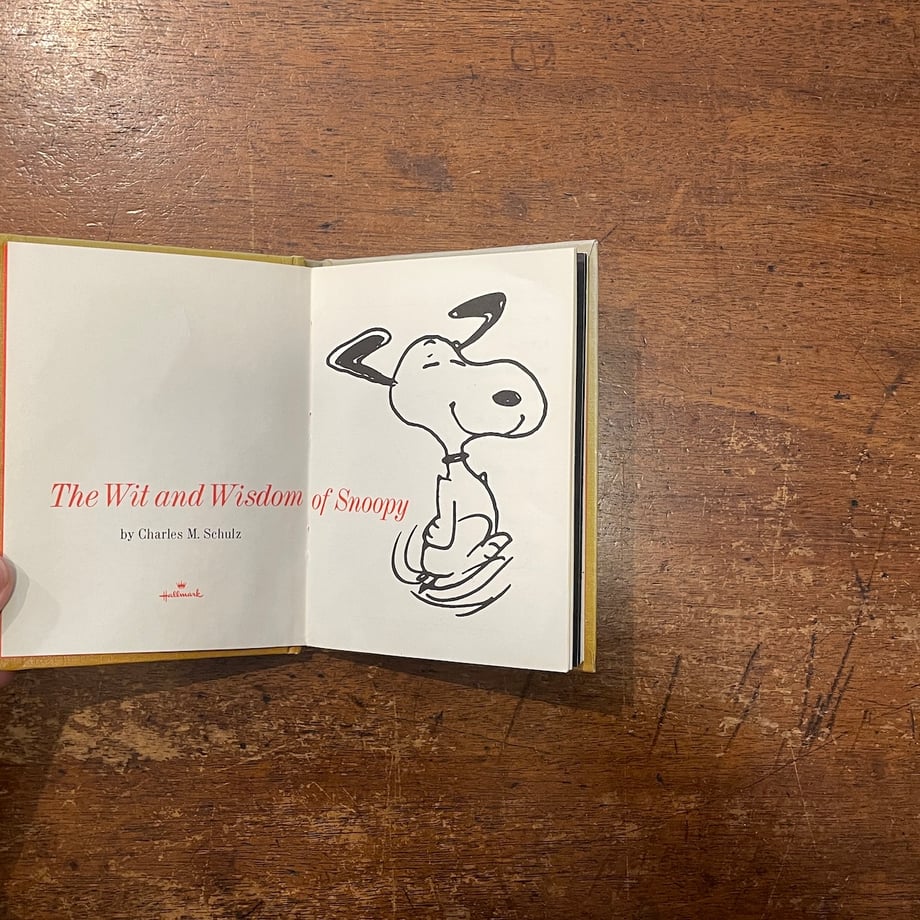 The Wit and Wisdom of Snoopy
by Charles M. Schulz
Hallmark